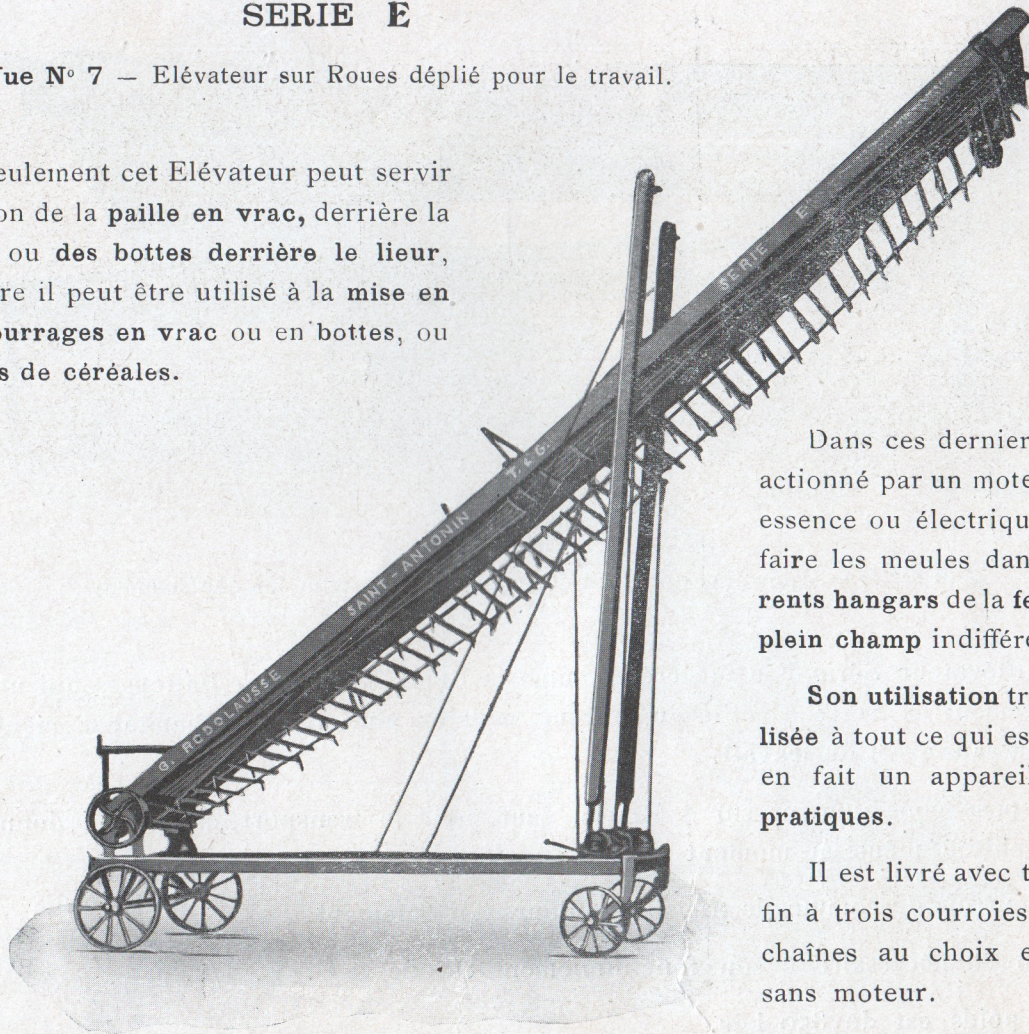 SERIE E
Vue No 7 — Elévateur sur Roues déplié pour le travail.
eulement cet Elévateur peut servir
on de la paille en vrac, derrière la
ou des bottes derrière le lieur,
re il peut être utilisé à la mise en
ourrages en vrac ou en bottes, ou
s de céréales.
SERIE E
T. & G.
SAINT-ANTONIN
G. RODOLAUSSE
Dans ces dernier
actionné par un mote
essence ou électriqu
faire les meules dan
rents hangars de la fe
plein champ indiffére
Son utilisation tr
lisée à tout ce qui es
en fait un appareil
pratiques.
Il est livré avec t
fin à trois courroies
chaînes au choix e
sans moteur.